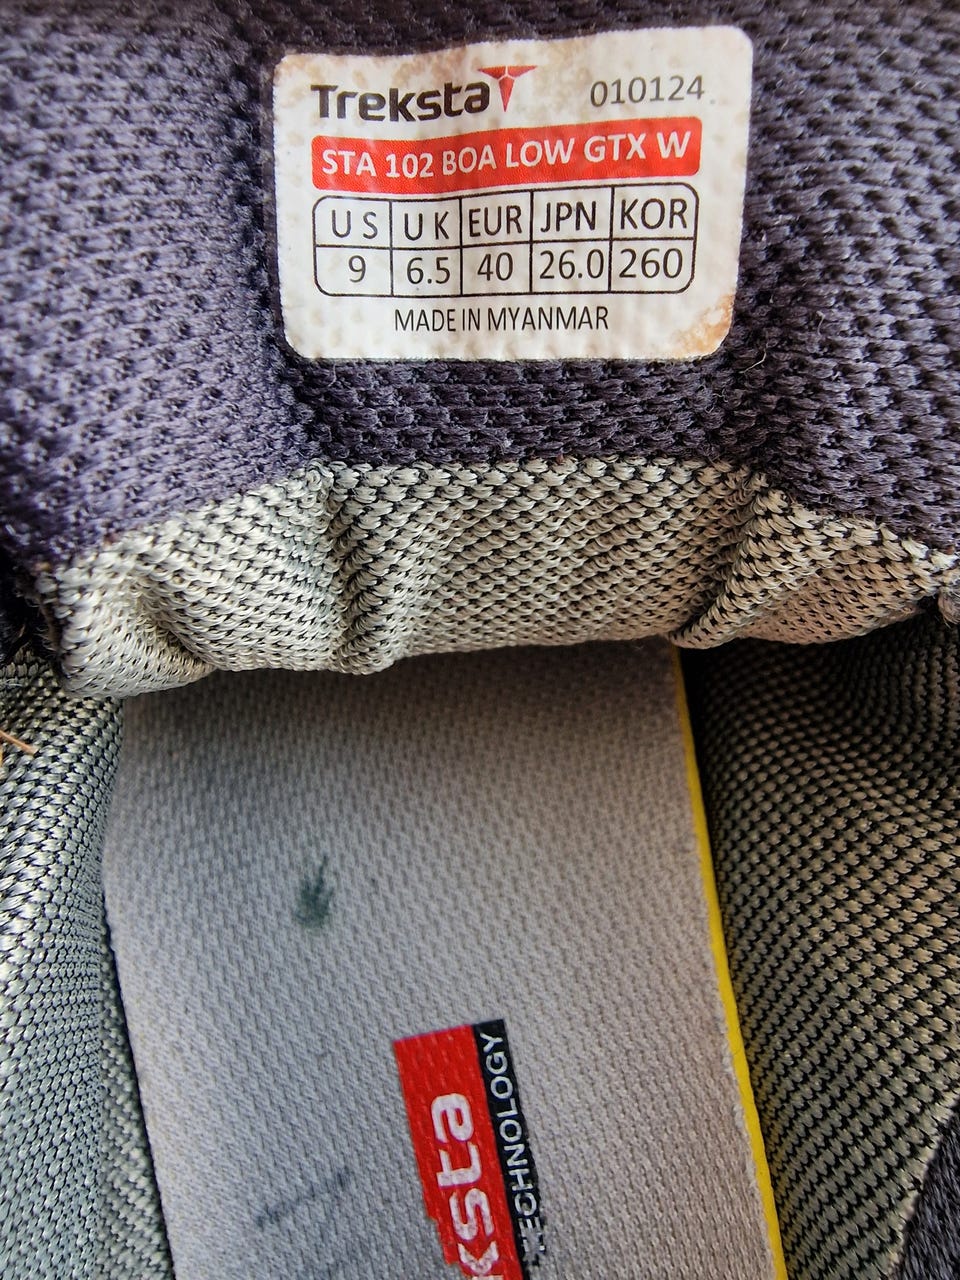 Treksta 010124
STA 102 BOA LOW GTX W
US UK EUR JPN KOR
9 6.5 40 26.0 260
MADE IN MYANMAR
ksta
TECHNOLOGY